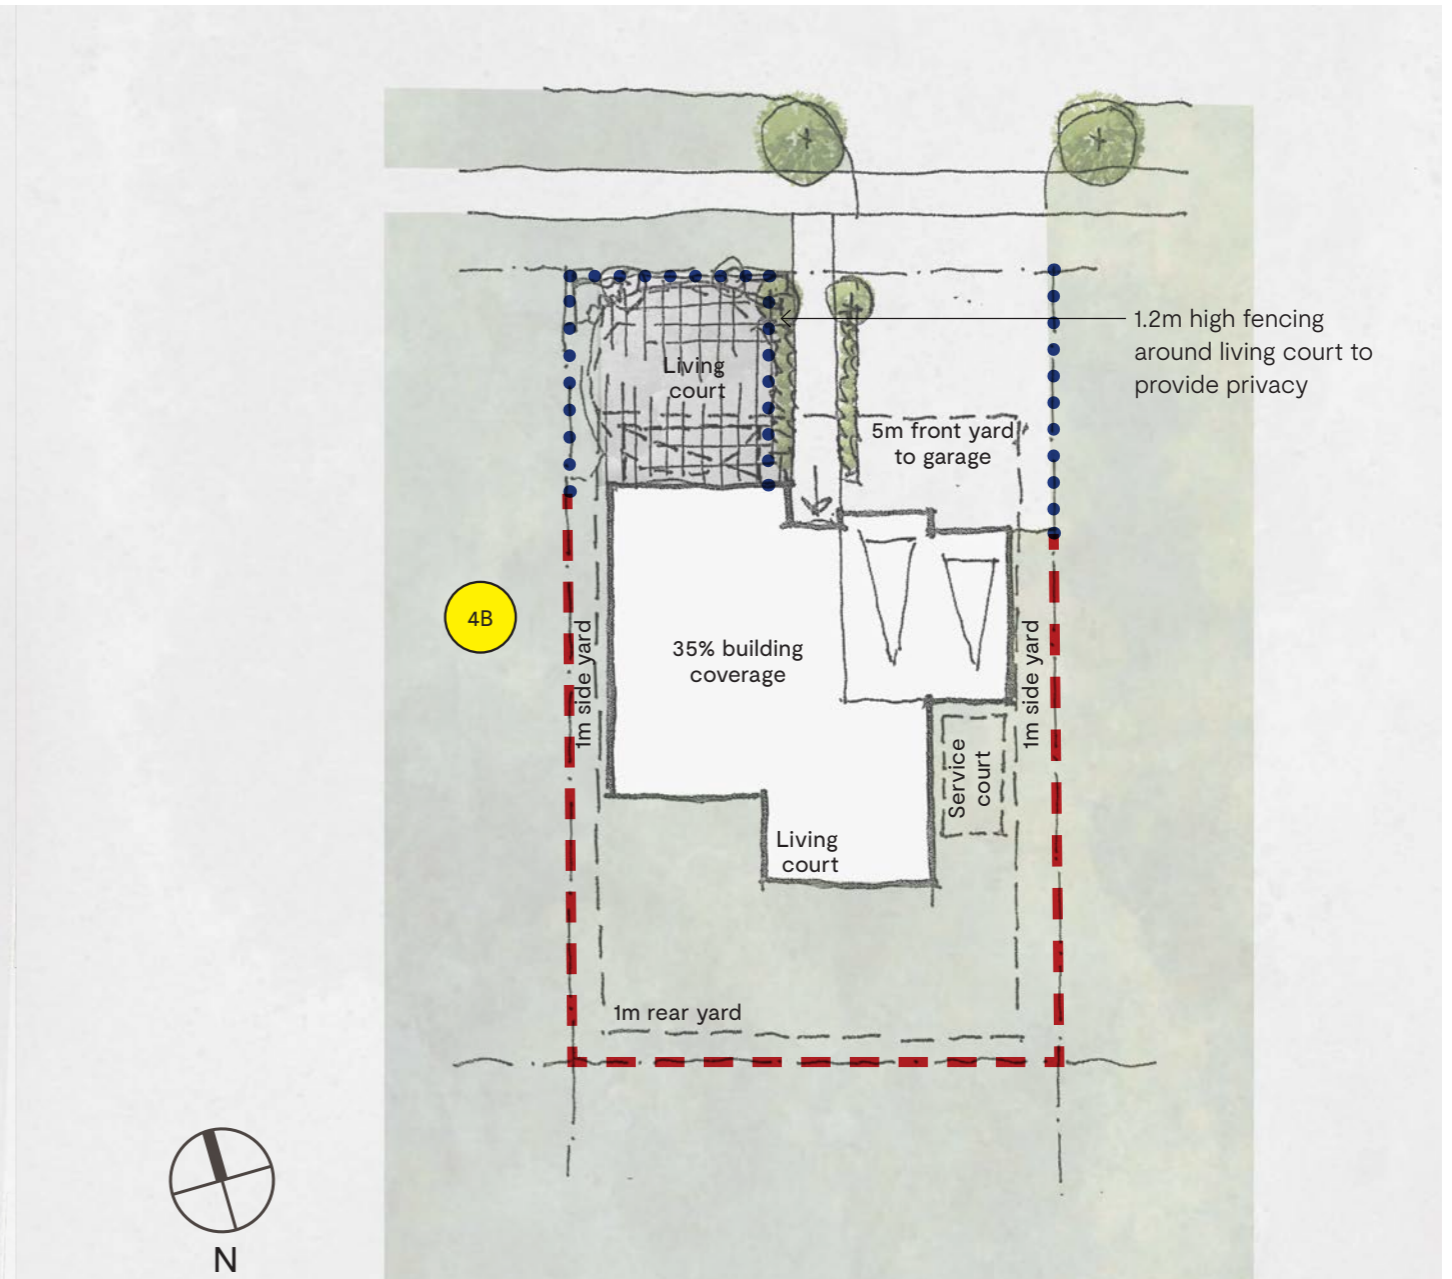 1.2m high fencing
around living court to
provide privacy
Living
court
5m front yard
to garage
4B
35% building
coverage
1m side yard
1m side yard
Service
court
Living
court
1m rear yard
N